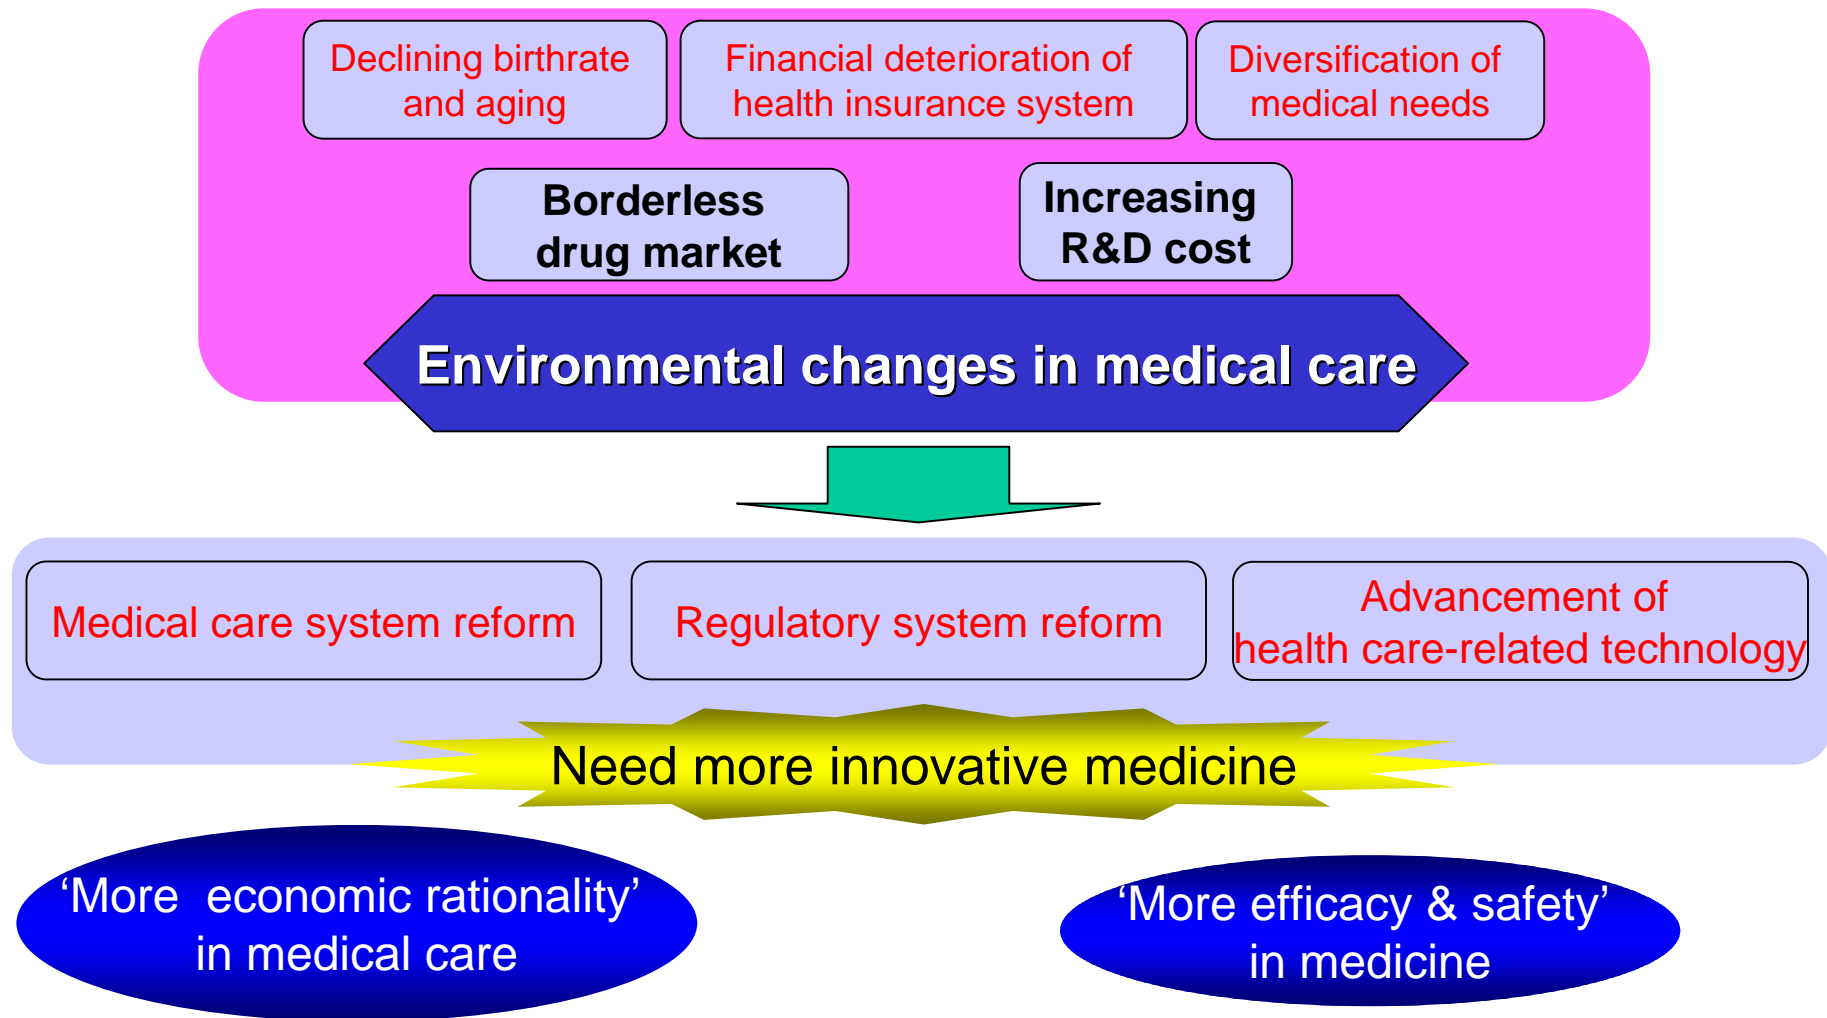 Declining birthrate
and aging
Financial deterioration of
health insurance system
Diversification of
medical needs
Borderless
drug market
Increasing
R&D cost
Environmental changes in medical care
Medical care system reform
Regulatory system reform
Advancement of
health care-related technology
Need more innovative medicine
‘More  economic rationality’
in medical care
‘More efficacy & safety’
in medicine